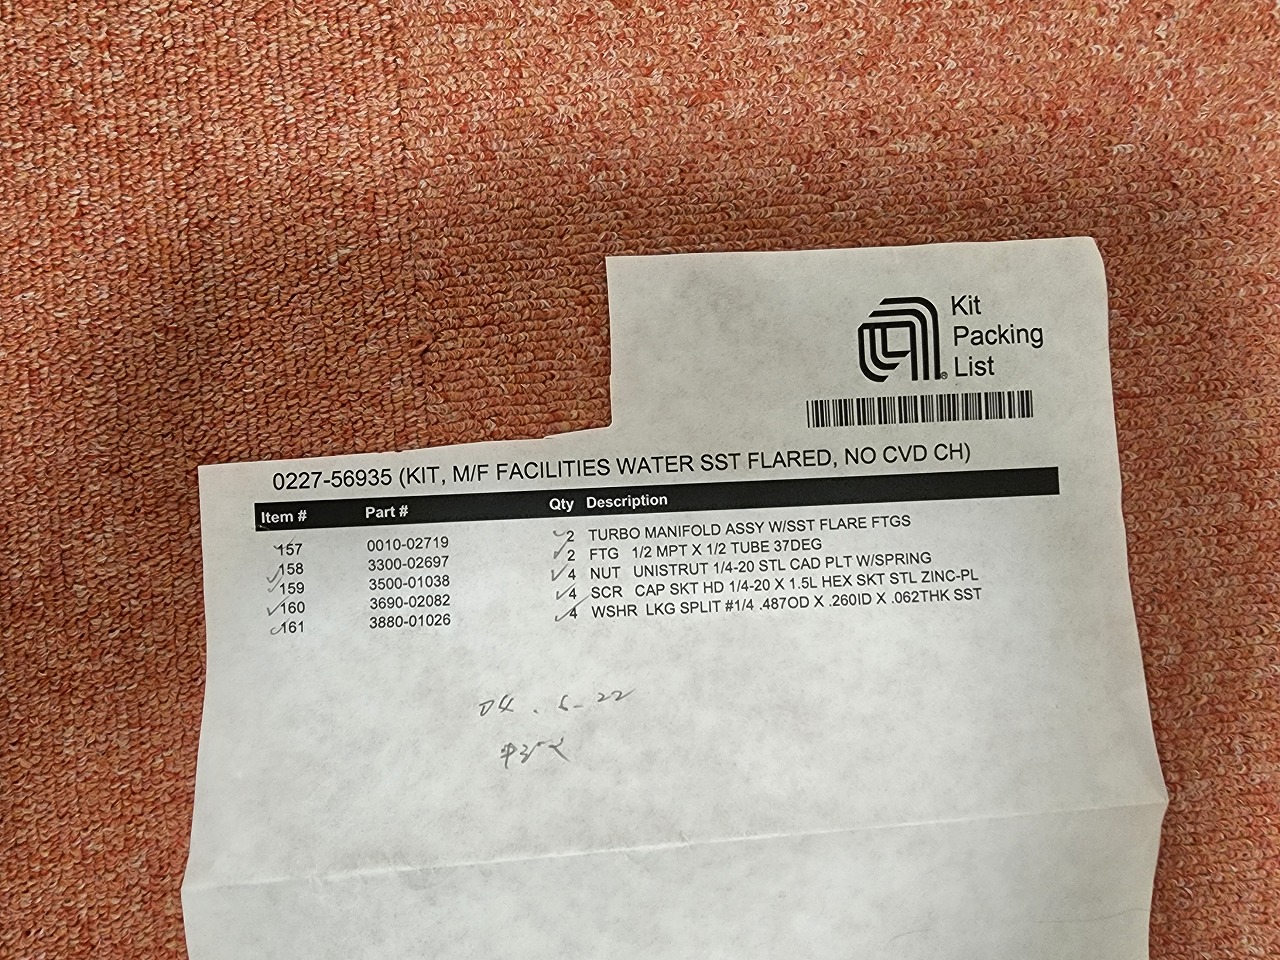 Kit
Packing
List
0227-56935 (KIT, M/F FACILITIES WATER SST FLARED, NO CVD CH)
Item # Part # Qty Description
157 0010-02719 2 TURBO MANIFOLD ASSY W/SST FLARE FTGS
158 3300-02697 2 FTG 1/2 MPT X 1/2 TUBE 37DEG
159 3500-01038 4 NUT UNISTRUT 1/4-20 STL CAD PLT W/SPRING
160 3690-02082 4 SCR CAP SKT HD 1/4-20 X 1.5L HEX SKT STL ZINC-PL
161 3880-01026 4 WSHR LKG SPLIT #1/4 .487OD X .260ID X .062THK SST
04. 6-22